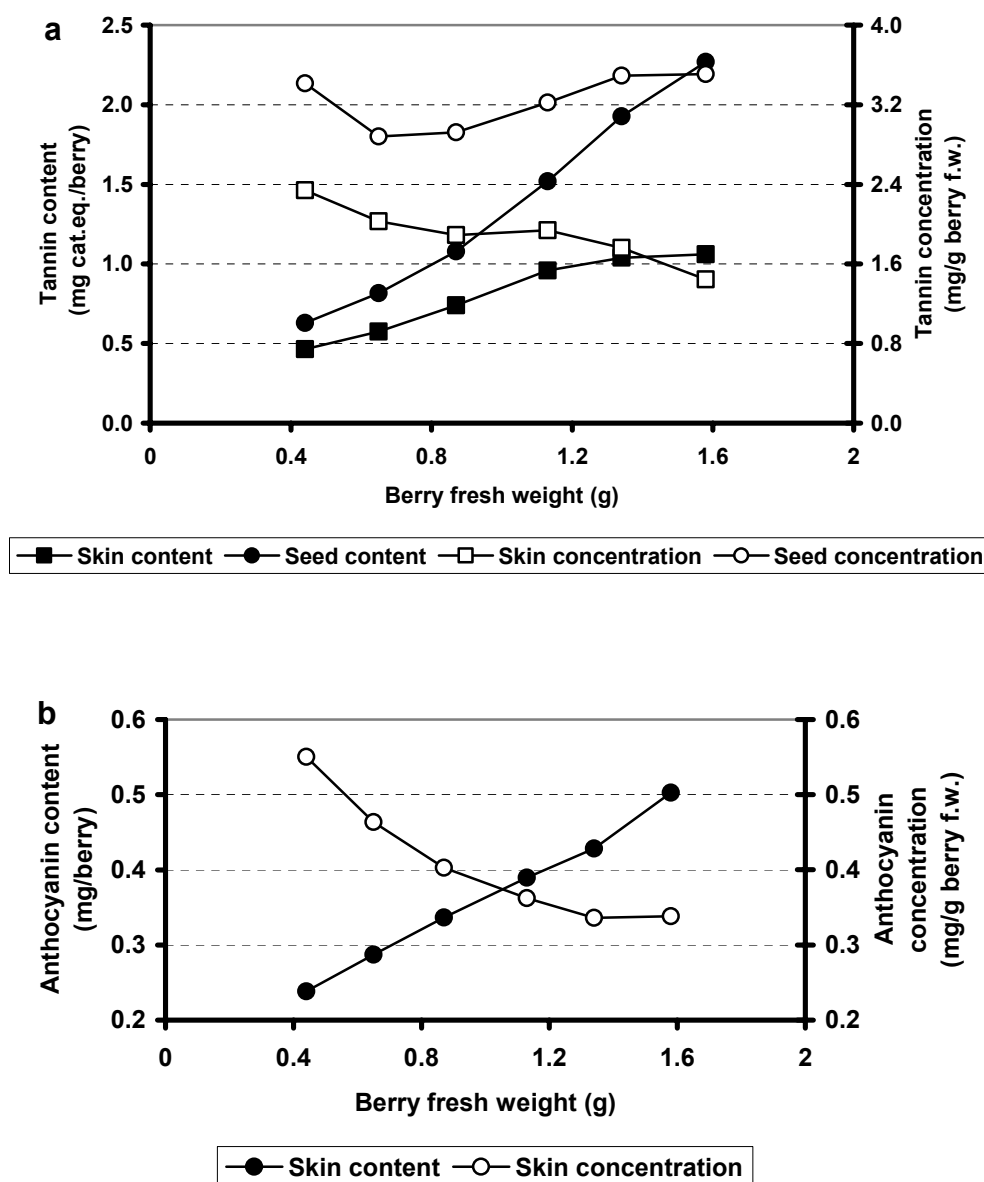 a
2.5
2.0
1.5
1.0
0.5
0.0
Tannin content
(mg cat.eq./berry)
4.0
3.2
2.4
1.6
0.8
0.0
Tannin concentration
(mg/g berry f.w.)
0 0.4 0.8 1.2 1.6 2
Berry fresh weight (g)
Skin content Seed content Skin concentration Seed concentration
b
0.6
0.5
0.4
0.3
0.2
Anthocyanin content
(mg/berry)
0.6
0.5
0.4
0.3
0.2
Anthocyanin
concentration
(mg/g berry f.w.)
0 0.4 0.8 1.2 1.6 2
Berry fresh weight (g)
Skin content Skin concentration